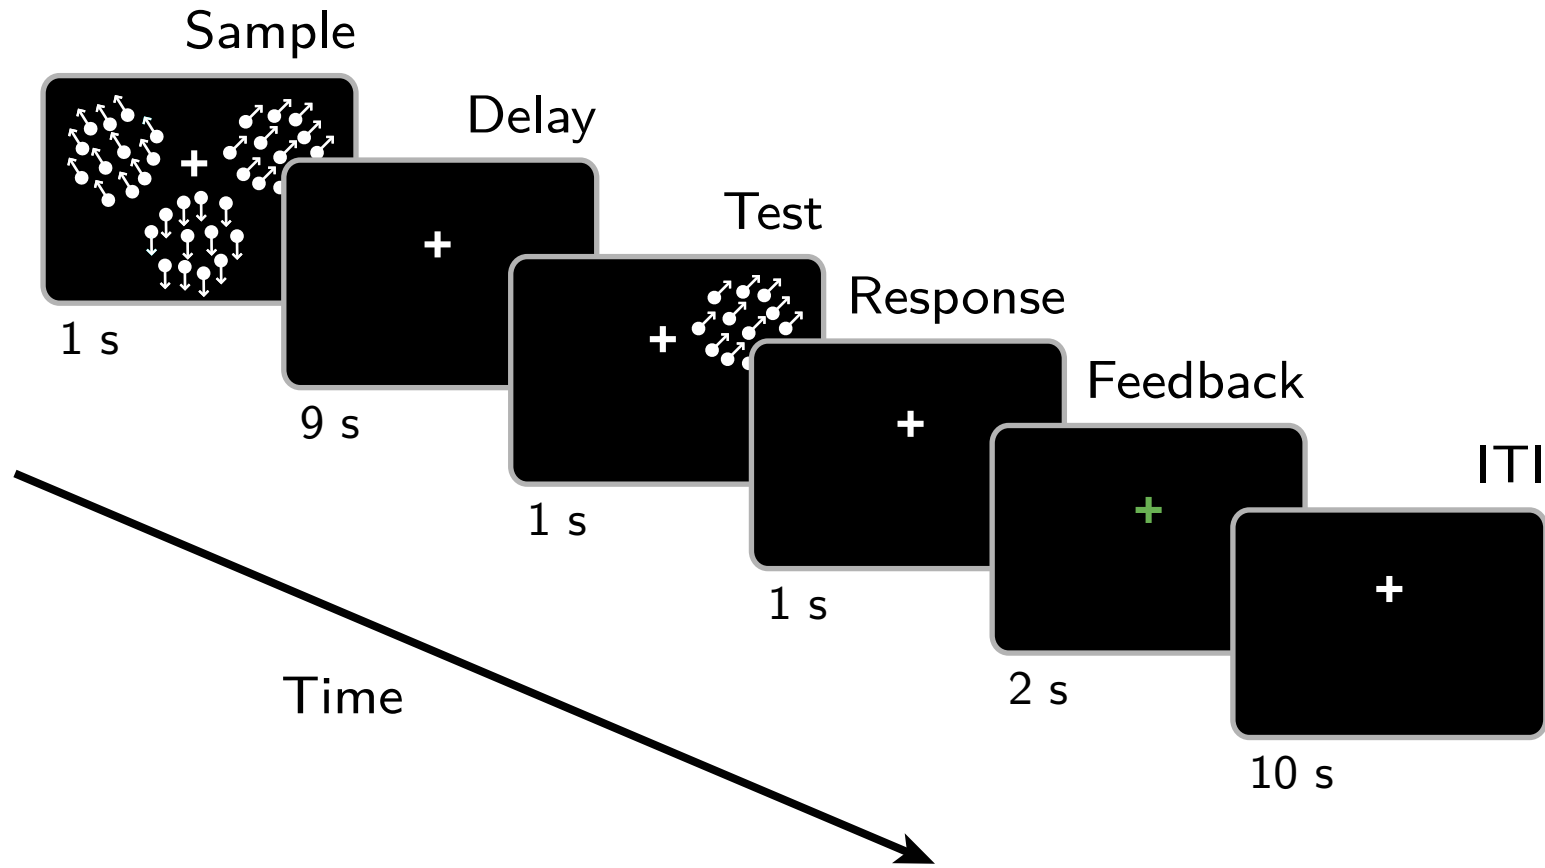 Sample
1 s
Delay
9 s
Test
1 s
Response
1 s
Feedback
2 s
ITI
10 s
Time